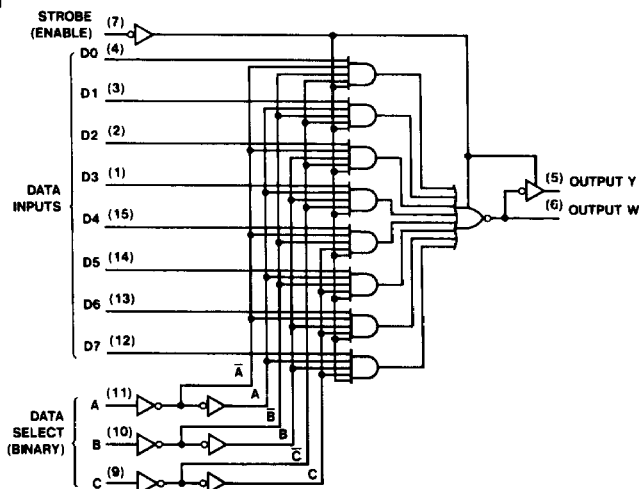 STROBE (7)
(ENABLE)
D0 (4)
D1 (3)
D2 (2)
D3 (1)
DATA
INPUTS
D4 (15)
D5 (14)
D6 (13)
D7 (12)
(5) OUTPUT Y
(6) OUTPUT W
A̅
A
B̅
B
C̅
C
DATA
SELECT
(BINARY)
A (11)
B (10)
C (9)